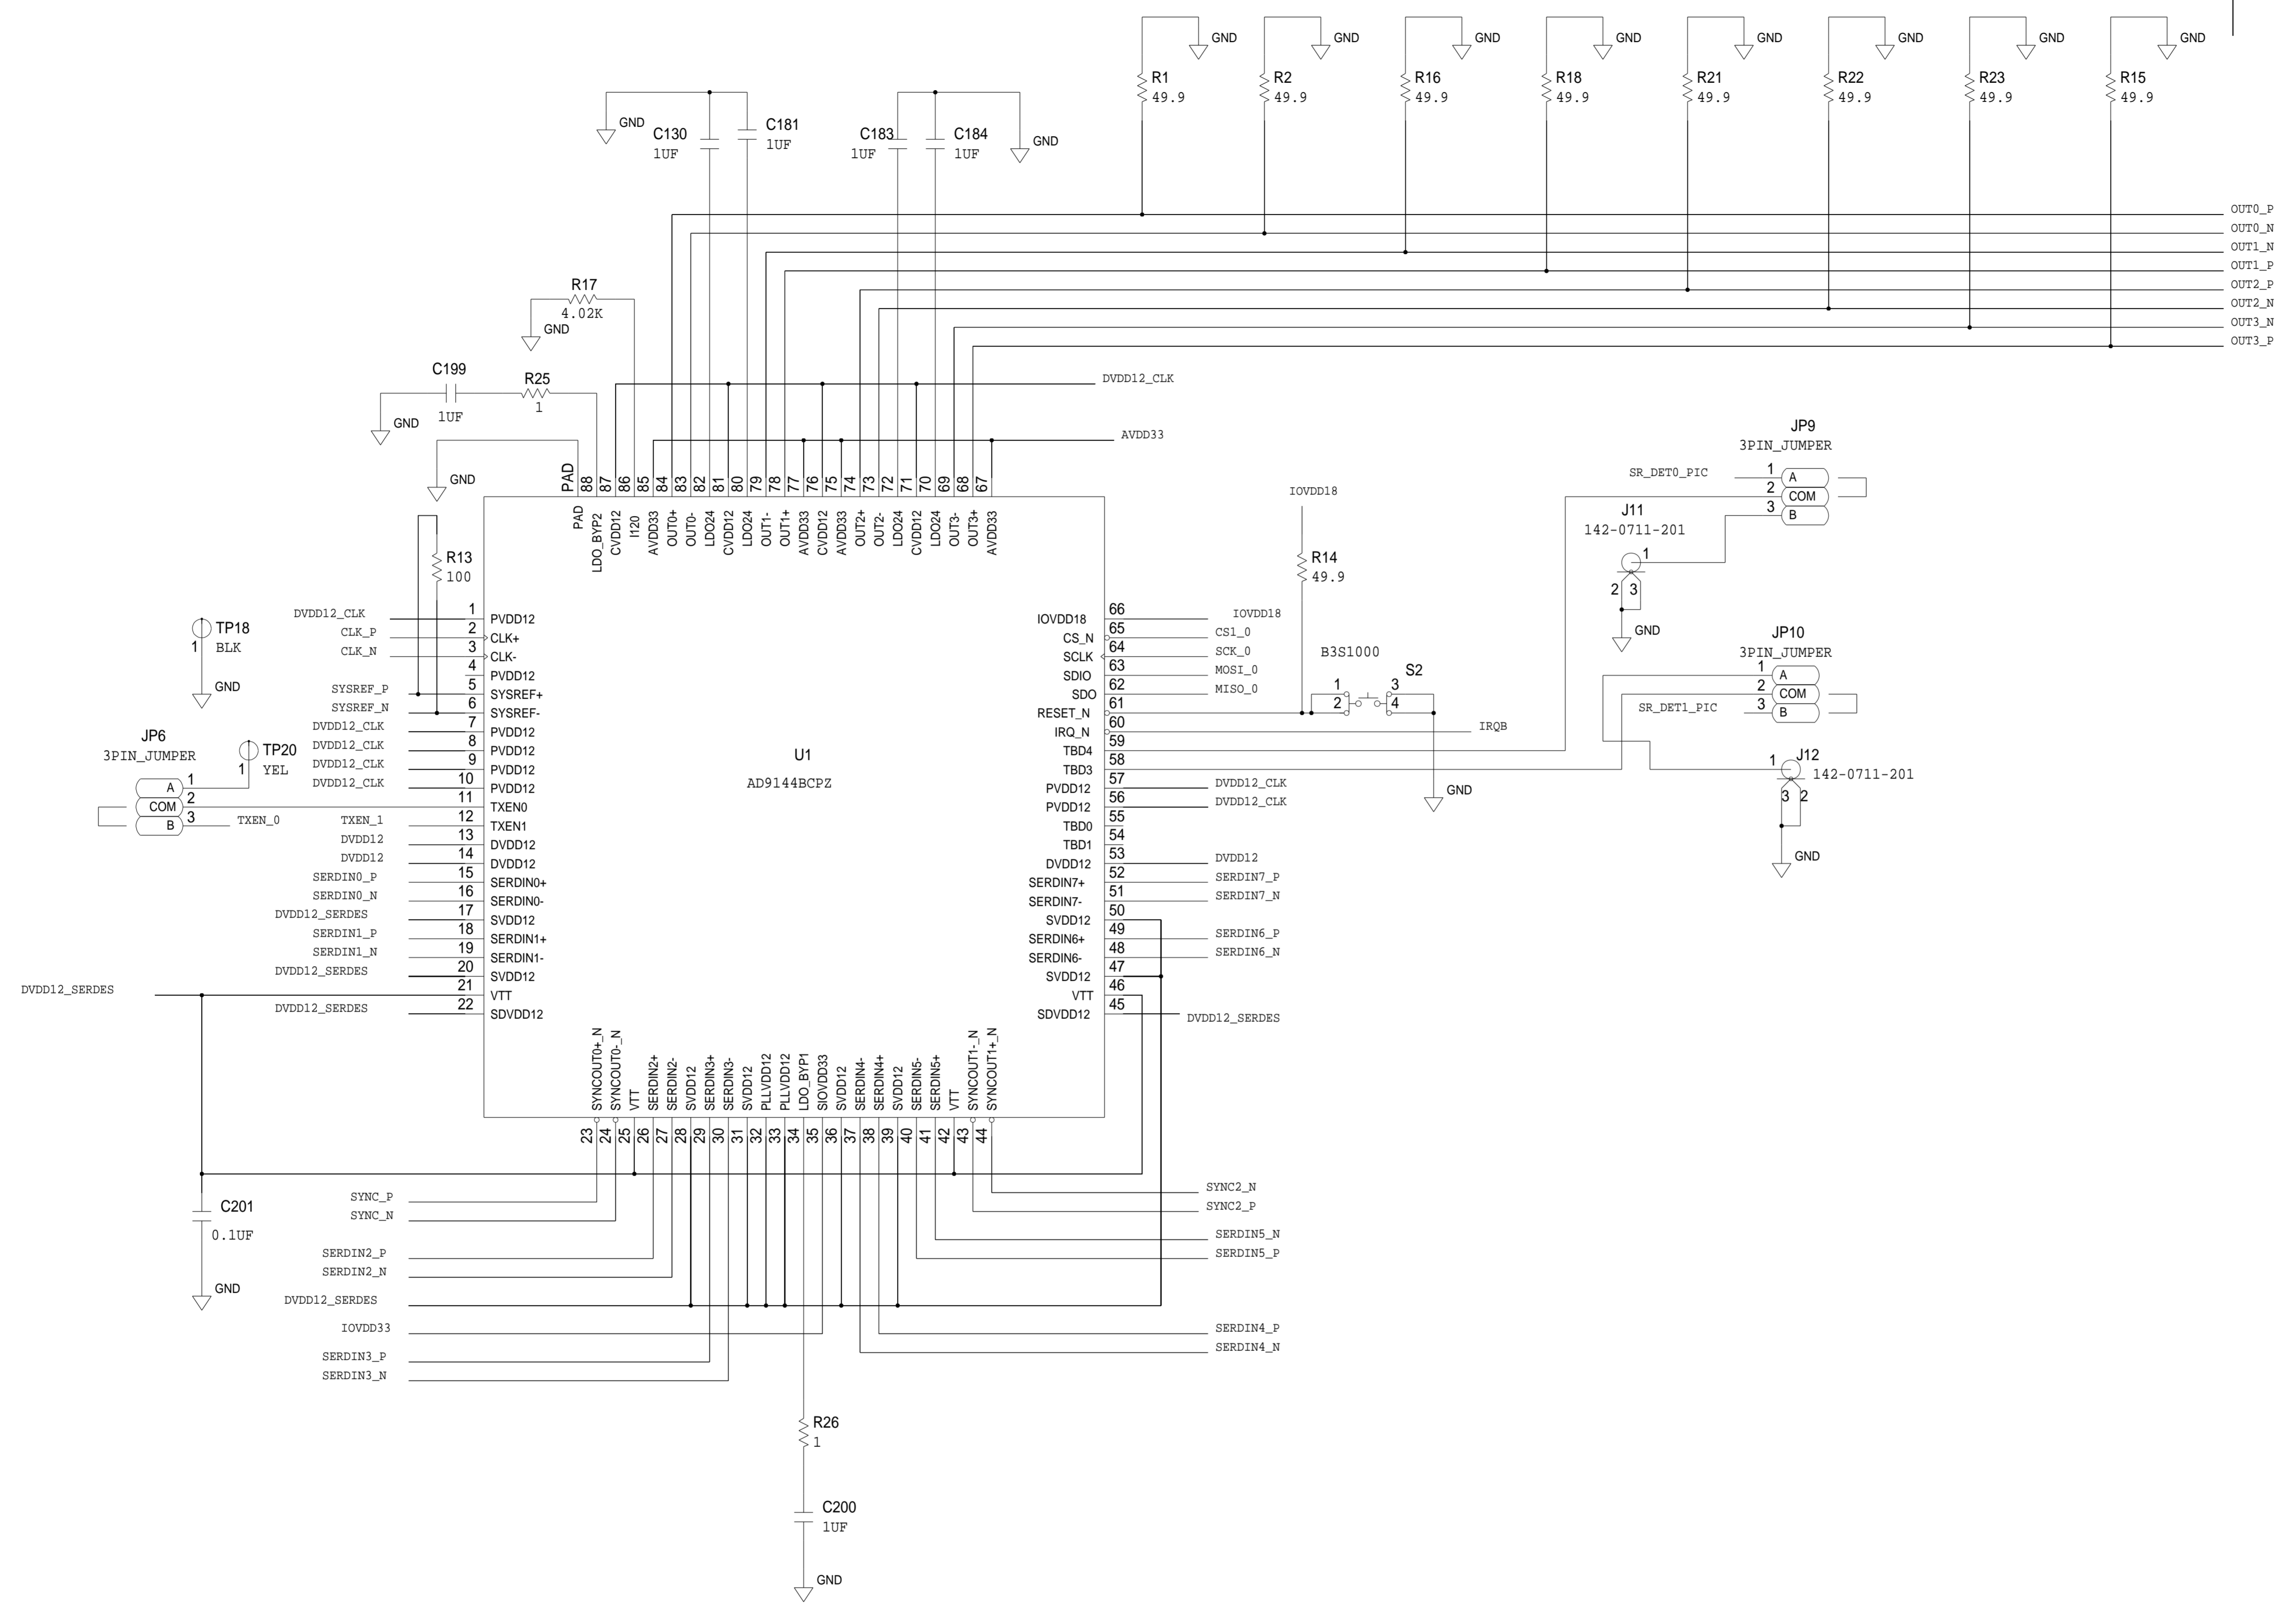 GND GND GND GND GND GND GND GND
R1 R2 R16 R18 R21 R22 R23 R15
49.9 49.9 49.9 49.9 49.9 49.9 49.9 49.9
GND C130 1UF C181 1UF C183 1UF C184 1UF GND
OUT0_P
OUT0_N
OUT1_N
OUT1_P
OUT2_P
OUT2_N
OUT3_N
OUT3_P
R17
4.02K
GND
C199 R25
1UF 1
GND
DVDD12_CLK
AVDD33
GND
PAD 88 87 86 85 84 83 82 81 80 79 78 77 76 75 74 73 72 71 70 69 68 67
PAD LDO_BYP2 CVDD12 I120 AVDD33 OUT0+ OUT0- LDO24 CVDD12 LDO24 OUT1- OUT1+ AVDD33 CVDD12 AVDD33 OUT2+ OUT2- LDO24 CVDD12 LDO24 OUT3- OUT3+ AVDD33
R13
100
DVDD12_CLK 1 PVDD12
CLK_P 2 CLK+
CLK_N 3 CLK-
4 PVDD12
SYSREF_P 5 SYSREF+
SYSREF_N 6 SYSREF-
DVDD12_CLK 7 PVDD12
DVDD12_CLK 8 PVDD12
DVDD12_CLK 9 PVDD12
DVDD12_CLK 10 PVDD12
11 TXEN0
TXEN_1 12 TXEN1
DVDD12 13 DVDD12
DVDD12 14 DVDD12
SERDIN0_P 15 SERDIN0+
SERDIN0_N 16 SERDIN0-
DVDD12_SERDES 17 SVDD12
SERDIN1_P 18 SERDIN1+
SERDIN1_N 19 SERDIN1-
DVDD12_SERDES 20 SVDD12
DVDD12_SERDES 21 VTT
DVDD12_SERDES 22 SDVDD12
TP18
1 BLK
GND
JP6
3PIN_JUMPER
A 1
COM 2
B 3
TXEN_0
TP20
1 YEL
U1
AD9144BCPZ
IOVDD18 66 IOVDD18
CS_N 65 CS1_0
SCLK 64 SCK_0
SDIO 63 MOSI_0
SDO 62 MISO_0
RESET_N 61
IRQ_N 60 IRQB
TBD4 59
TBD3 58
PVDD12 57 DVDD12_CLK
PVDD12 56 DVDD12_CLK
TBD0 55
TBD1 54
DVDD12 53 DVDD12
SERDIN7+ 52 SERDIN7_P
SERDIN7- 51 SERDIN7_N
SVDD12 50
SERDIN6+ 49 SERDIN6_P
SERDIN6- 48 SERDIN6_N
SVDD12 47
VTT 46
SDVDD12 45 DVDD12_SERDES
IOVDD18
R14
49.9
B3S1000
S2
1 3
2 4
GND
JP9
3PIN_JUMPER
SR_DET0_PIC 1 A
2 COM
3 B
J11
142-0711-201
1
2 3
GND
JP10
3PIN_JUMPER
1 A
2 COM
SR_DET1_PIC 3 B
J12
1 142-0711-201
3 2
GND
SYNCOUT0+_N SYNCOUT0-_N VTT SERDIN2+ SERDIN2- SVDD12 SERDIN3+ SERDIN3- SVDD12 PLLVDD12 PLLVDD12 LDO_BYP1 SIOVDD33 SVDD12 SERDIN4- SERDIN4+ SVDD12 SERDIN5- SERDIN5+ VTT SYNCOUT1-_N SYNCOUT1+_N
23 24 25 26 27 28 29 30 31 32 33 34 35 36 37 38 39 40 41 42 43 44
C201
0.1UF
GND
SYNC_P
SYNC_N
SERDIN2_P
SERDIN2_N
DVDD12_SERDES
IOVDD33
SERDIN3_P
SERDIN3_N
SYNC2_N
SYNC2_P
SERDIN5_N
SERDIN5_P
SERDIN4_P
SERDIN4_N
R26
1
C200
1UF
GND